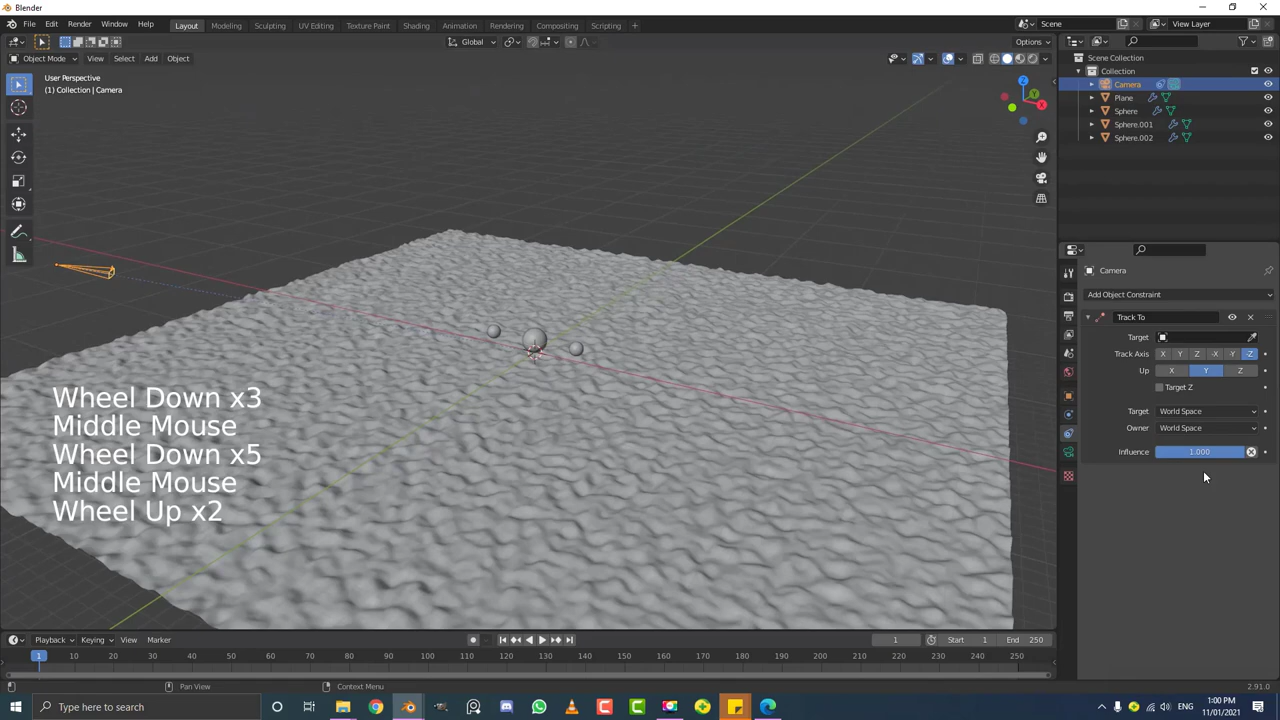 Blender
File Edit Render Window Help Layout Modeling Sculpting UV Editing Texture Paint Shading Animation Rendering Compositing Scripting + Scene View Layer
Global Options
Object Mode View Select Add Object
User Perspective
(1) Collection | Camera
Z
Y
X
Scene Collection
Collection
Camera
Plane
Sphere
Sphere.001
Sphere.002
Camera
Add Object Constraint
Track To
Target
Track Axis X Y Z -X -Y -Z
Up X Y Z
Target Z
Target World Space
Owner World Space
Influence 1.000
Wheel Down x3
Middle Mouse
Wheel Down x5
Middle Mouse
Wheel Up x2
Playback Keying View Marker 1 Start 1 End 250
1 10 20 30 40 50 60 70 80 90 100 110 120 130 140 150 160 170 180 190 200 210 220 230 240 250
Pan View Context Menu 2.91.0
Type here to search
ENG
1:00 PM
11/01/2021